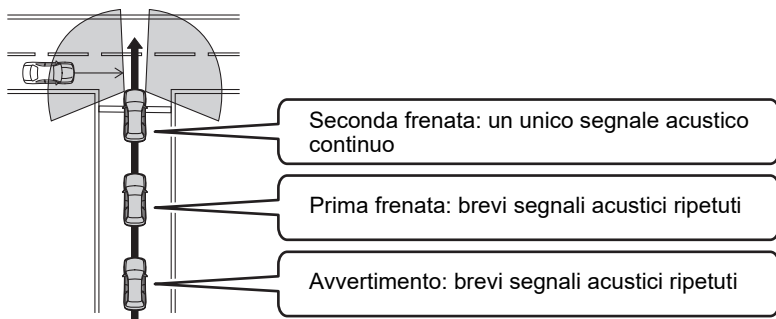 Seconda frenata: un unico segnale acustico
continuo
Prima frenata: brevi segnali acustici ripetuti
Avvertimento: brevi segnali acustici ripetuti